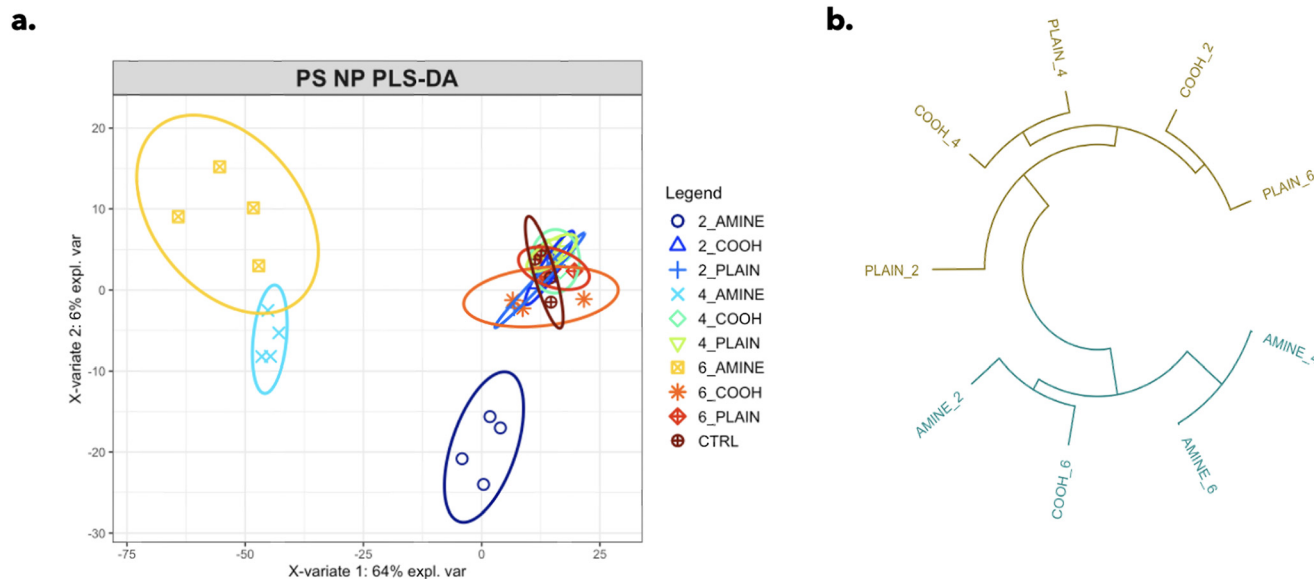 a.
PS NP PLS-DA
X-variate 2: 6% expl. var
20
10
0
-10
-20
-30
-75
-50
-25
0
25
X-variate 1: 64% expl. var
Legend
2_AMINE
2_COOH
2_PLAIN
4_AMINE
4_COOH
4_PLAIN
6_AMINE
6_COOH
6_PLAIN
CTRL
b.
PLAIN_4
COOH_2
COOH_4
PLAIN_6
PLAIN_2
AMINE_4
AMINE_2
AMINE_6
COOH_6